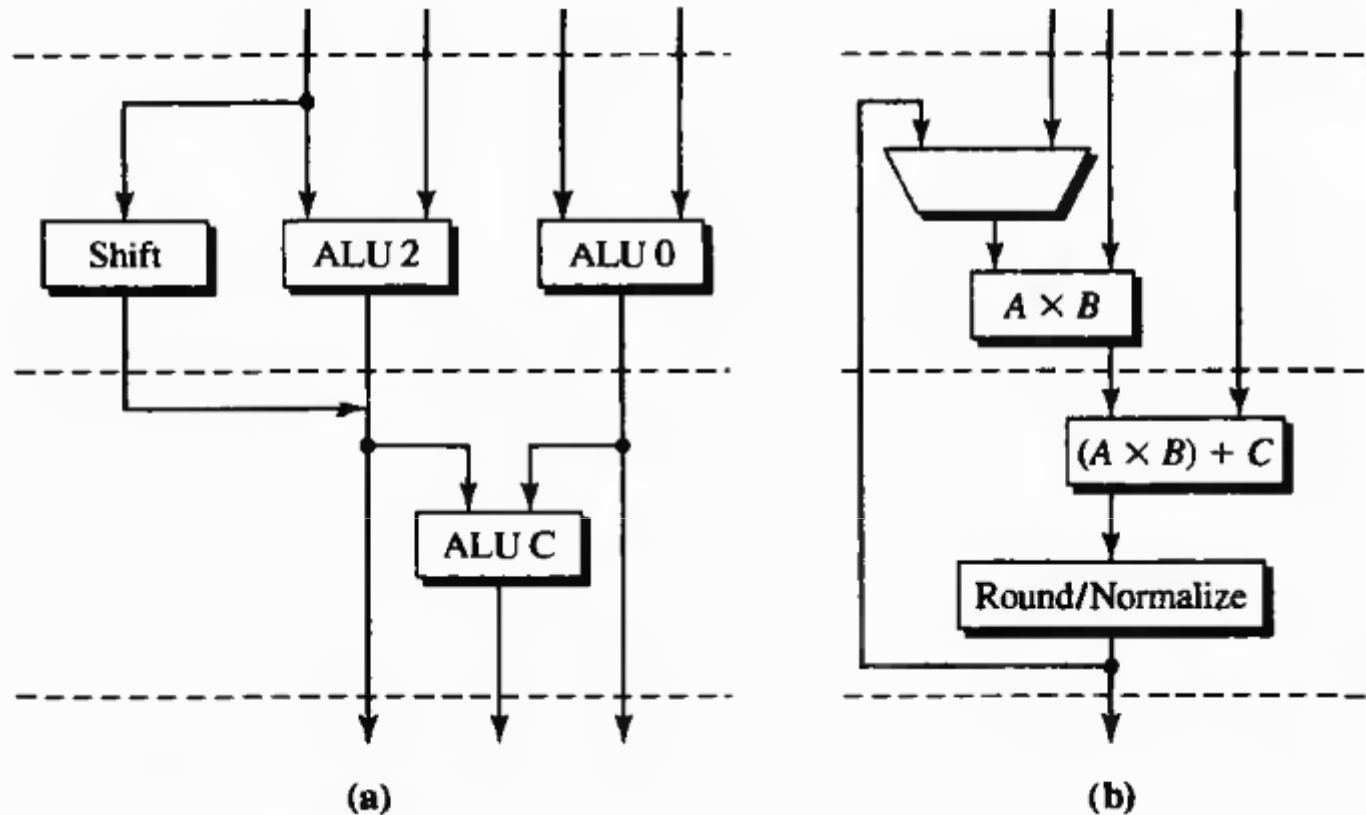 Shift
ALU 2
ALU 0
ALU C
(a)
A × B
(A × B) + C
Round/Normalize
(b)